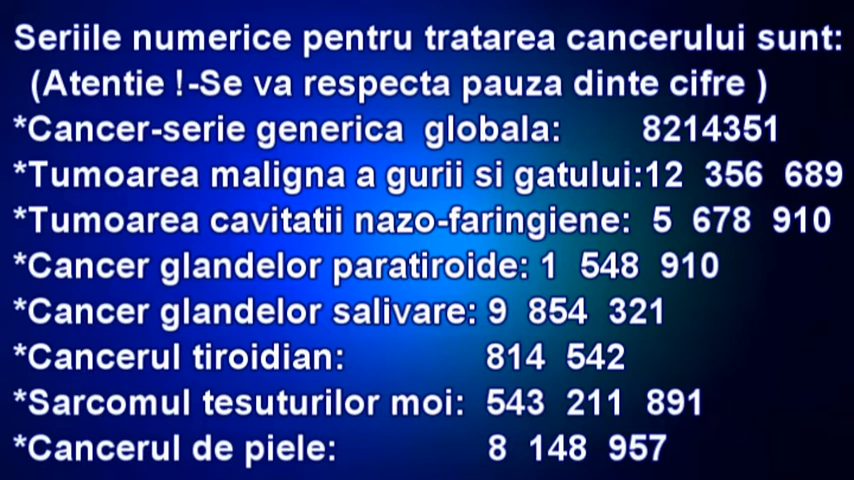 Seriile numerice pentru tratarea cancerului sunt:
(Atentie !-Se va respecta pauza dinte cifre )
*Cancer-serie generica globala: 8214351
*Tumoarea maligna a gurii si gatului:12 356 689
*Tumoarea cavitatii nazo-faringiene: 5 678 910
*Cancer glandelor paratiroide: 1 548 910
*Cancer glandelor salivare: 9 854 321
*Cancerul tiroidian: 814 542
*Sarcomul tesuturilor moi: 543 211 891
*Cancerul de piele: 8 148 957